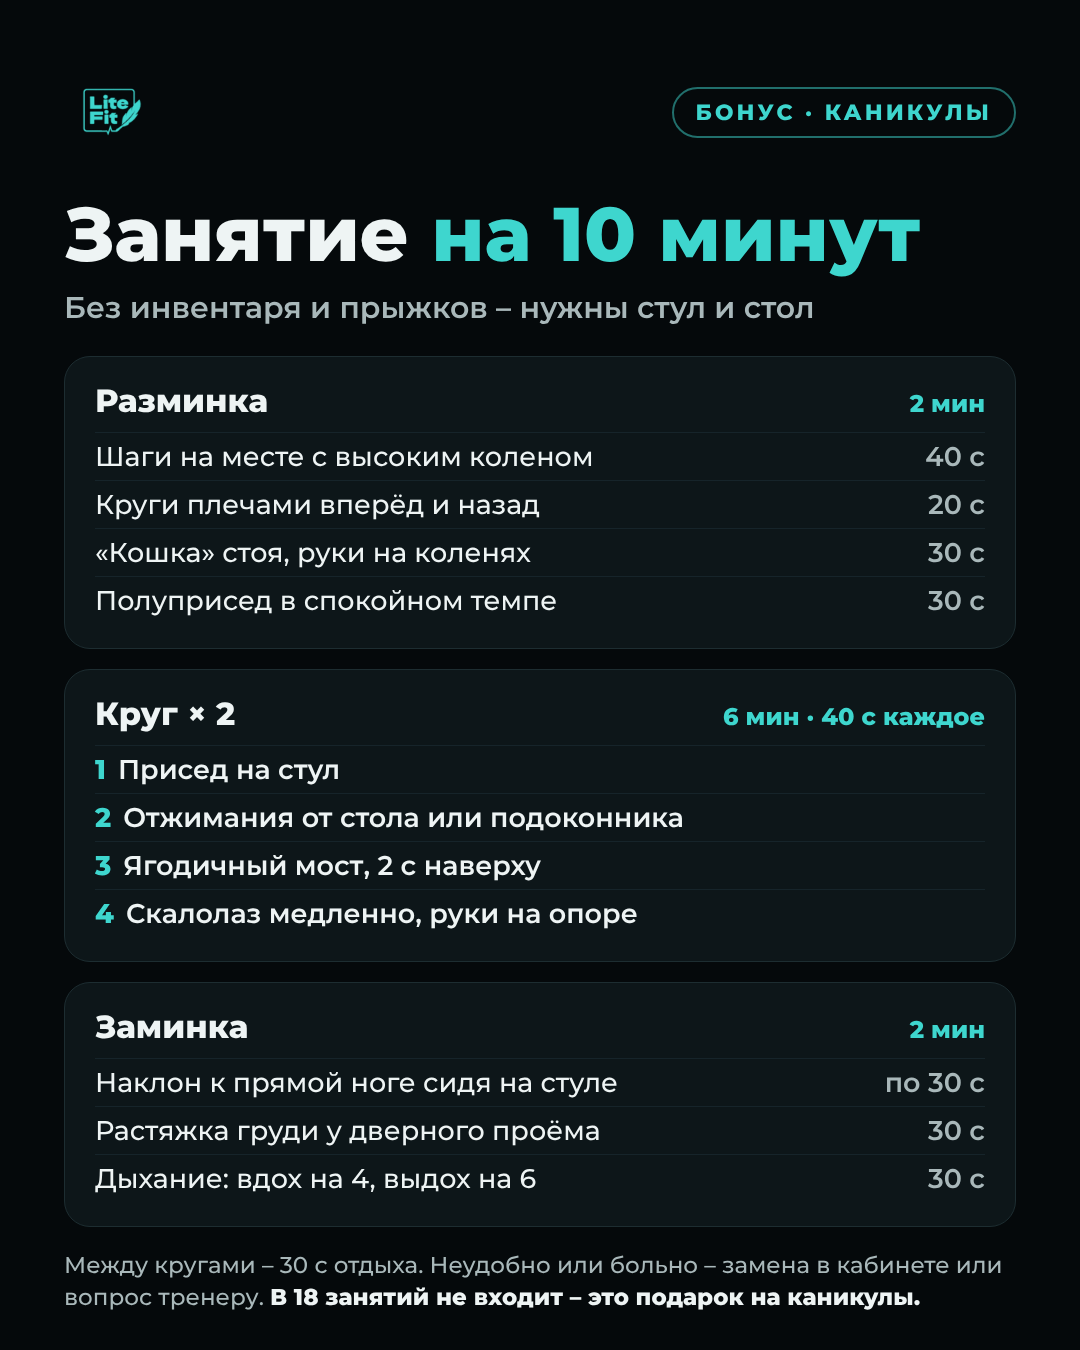 Lite
Fit
БОНУС · КАНИКУЛЫ
Занятие на 10 минут
Без инвентаря и прыжков – нужны стул и стол
Разминка 2 мин
Шаги на месте с высоким коленом 40 с
Круги плечами вперёд и назад 20 с
«Кошка» стоя, руки на коленях 30 с
Полуприсед в спокойном темпе 30 с
Круг × 2 6 мин · 40 с каждое
1 Присед на стул
2 Отжимания от стола или подоконника
3 Ягодичный мост, 2 с наверху
4 Скалолаз медленно, руки на опоре
Заминка 2 мин
Наклон к прямой ноге сидя на стуле по 30 с
Растяжка груди у дверного проёма 30 с
Дыхание: вдох на 4, выдох на 6 30 с
Между кругами – 30 с отдыха. Неудобно или больно – замена в кабинете или
вопрос тренеру. В 18 занятий не входит – это подарок на каникулы.